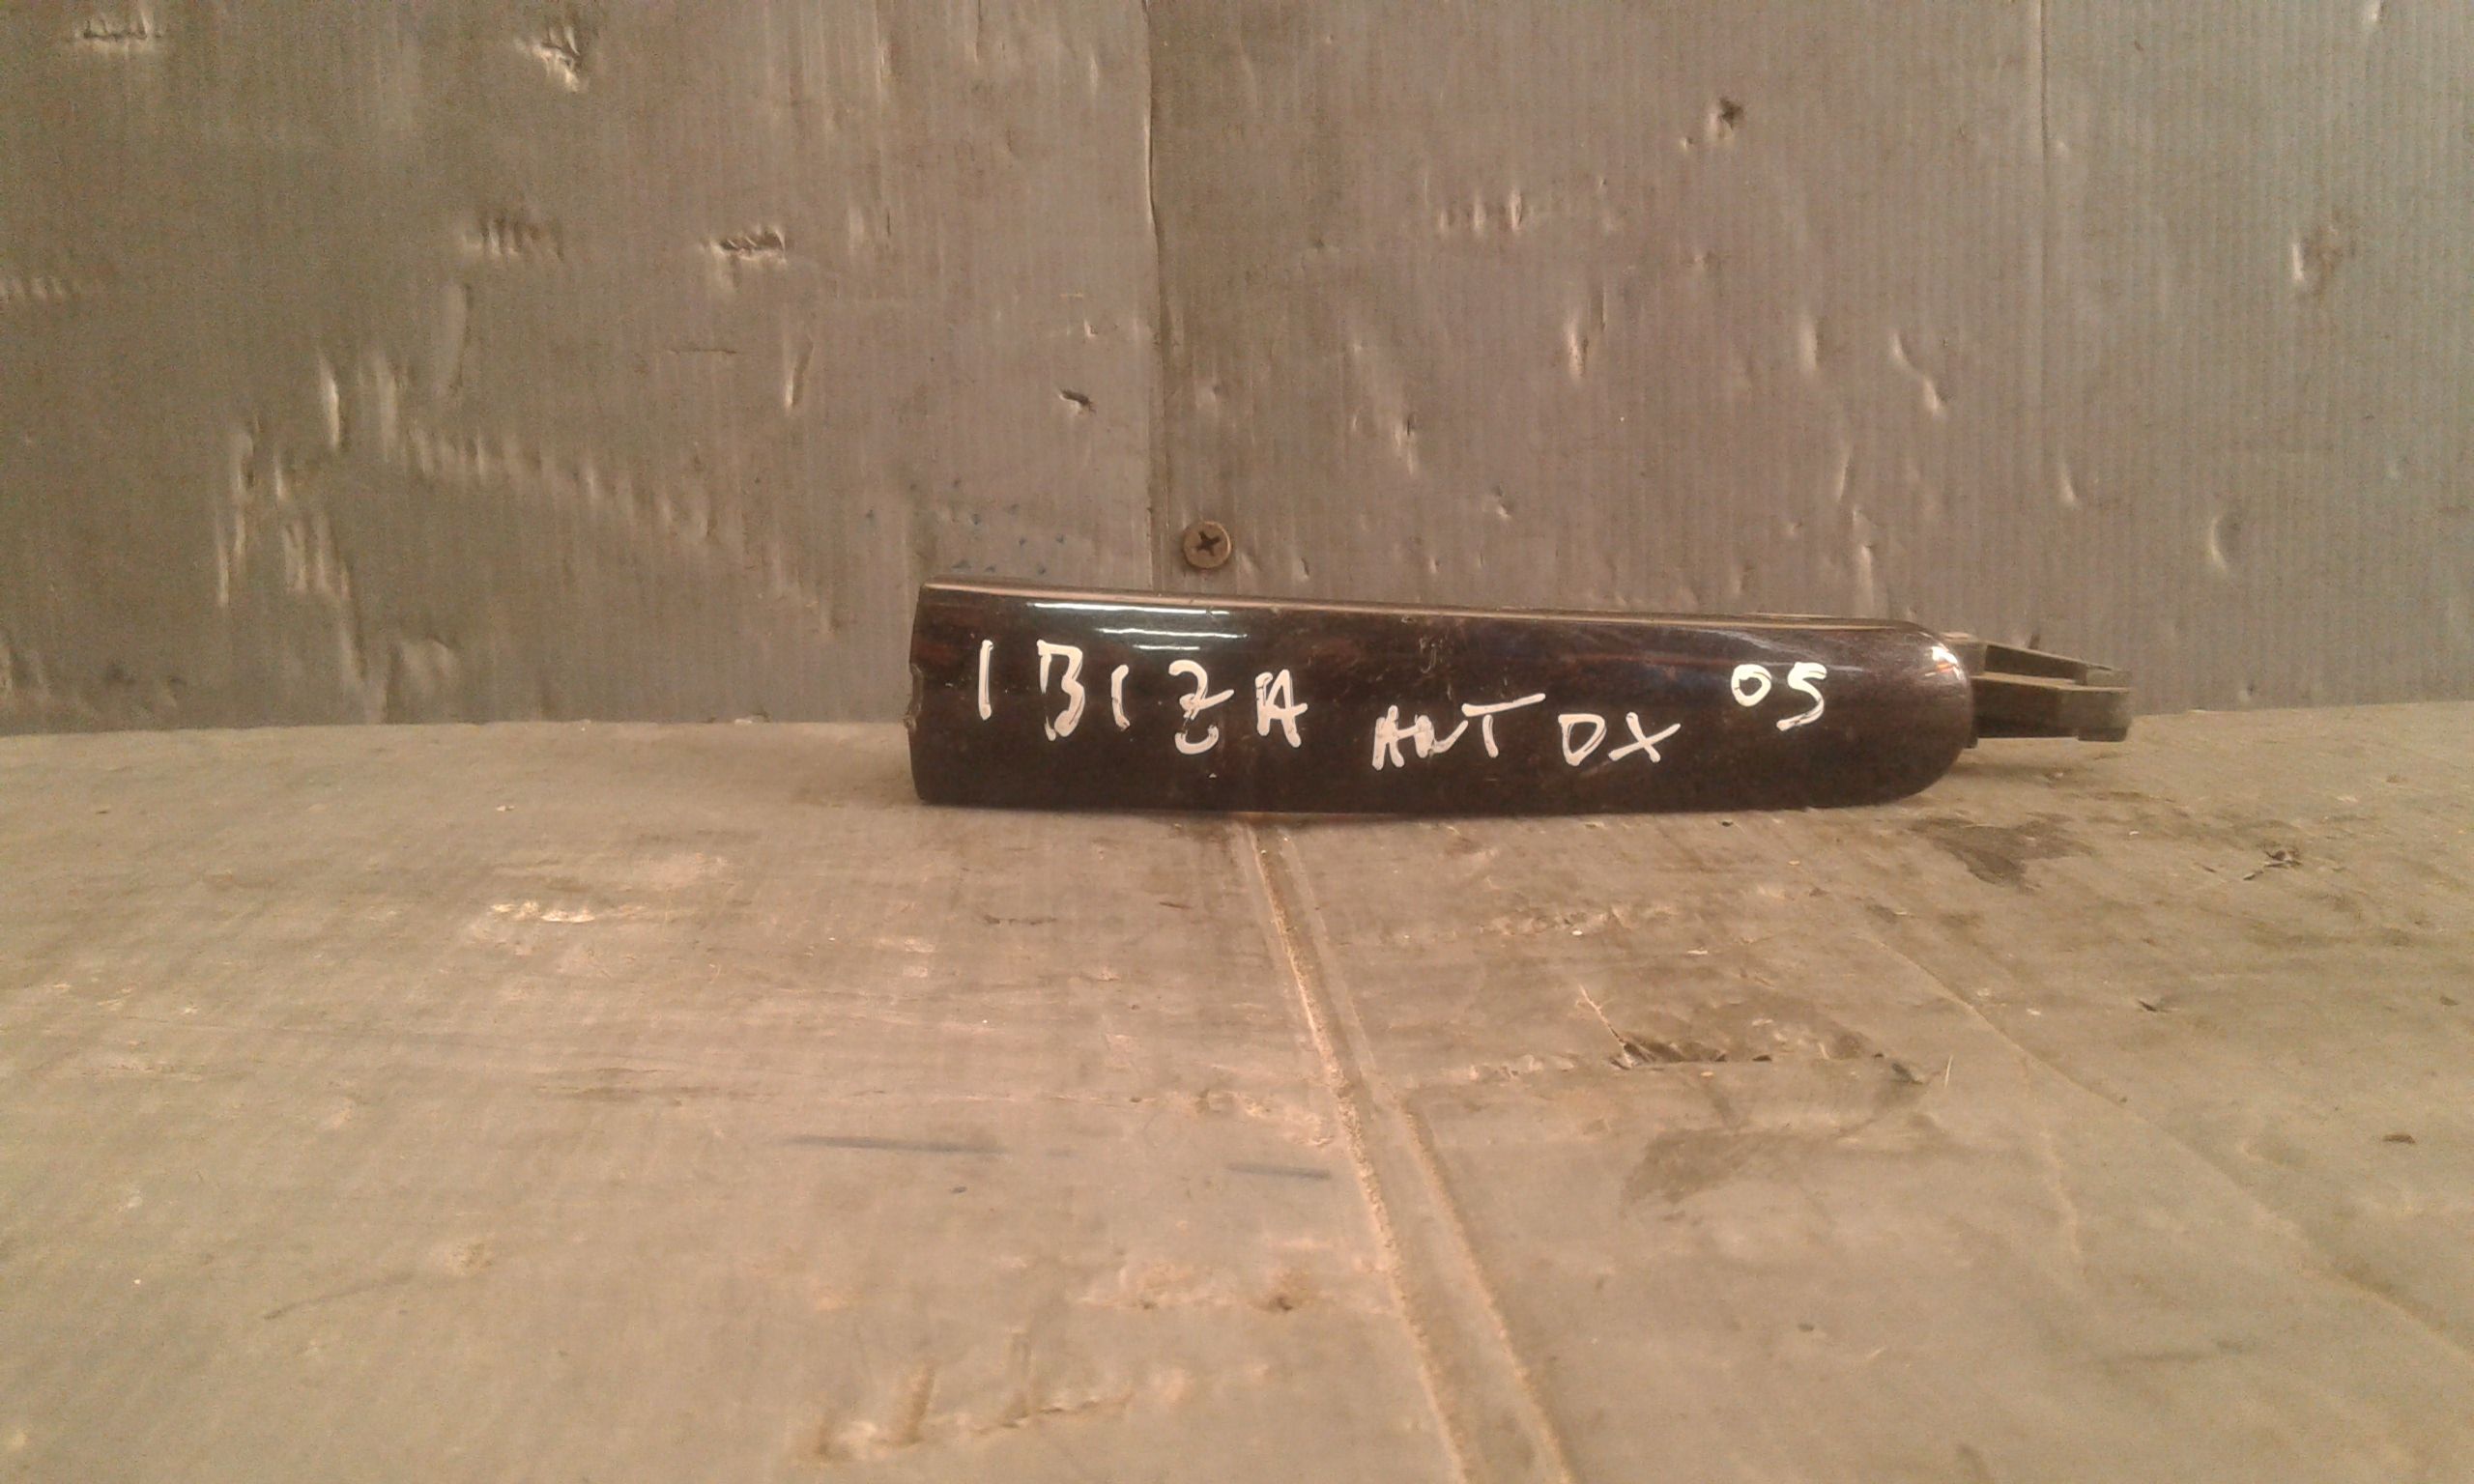 IBIZA ANT DX 05